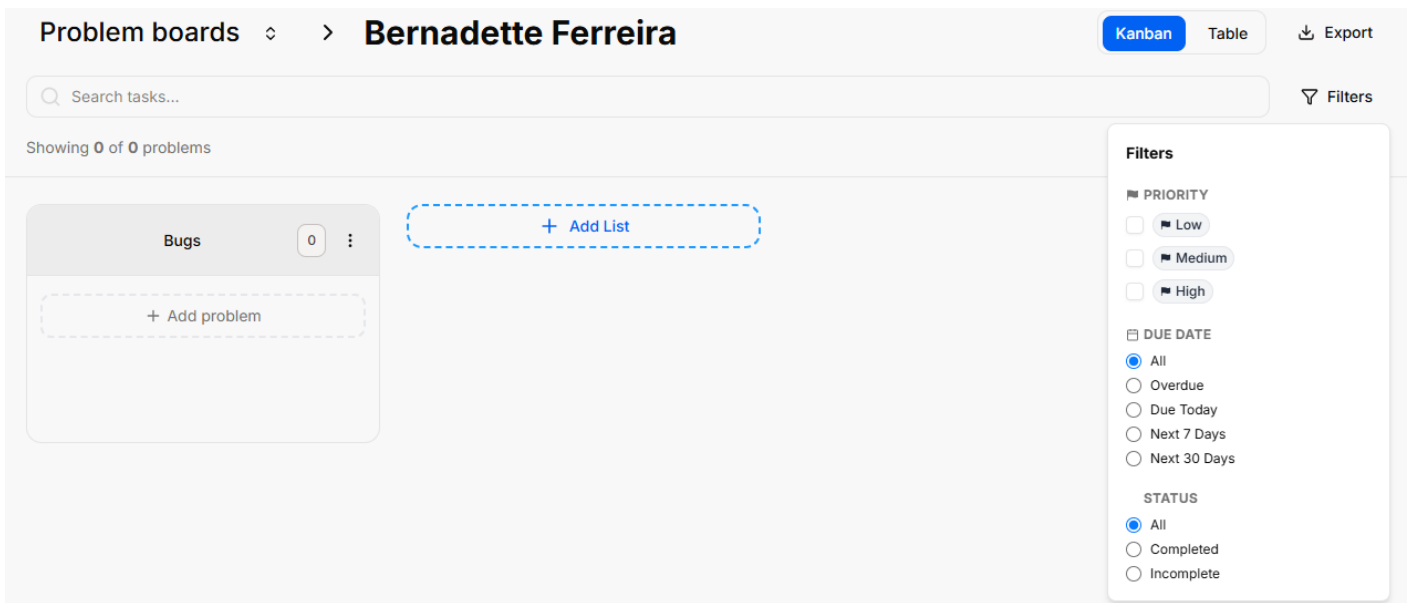 Problem boards
Bernadette Ferreira
Kanban
Table
Export
Search tasks...
Filters
Showing 0 of 0 problems
Bugs
0
+ Add problem
+ Add List
Filters
PRIORITY
Low
Medium
High
DUE DATE
All
Overdue
Due Today
Next 7 Days
Next 30 Days
STATUS
All
Completed
Incomplete